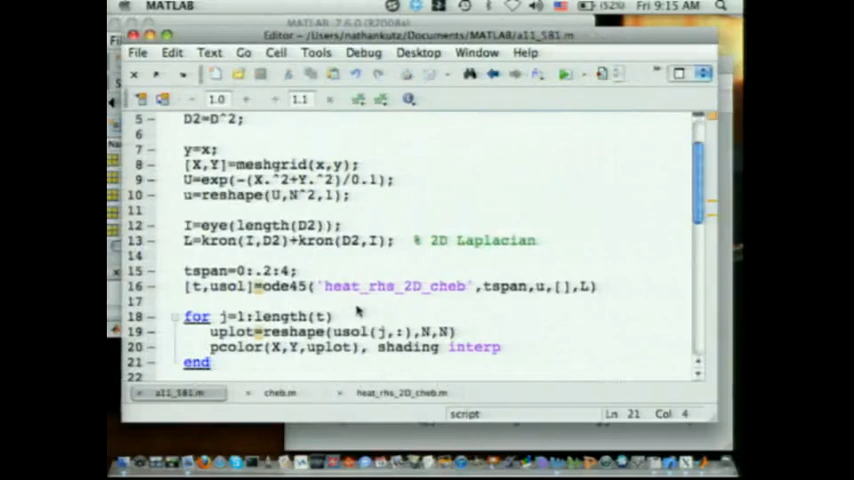 MATLAB
(52%)
Fri 9:15 AM
MATLAB 7.6.0 (R2008a)
Editor - /Users/nathankutz/Documents/MATLAB/a11_581.m
File Edit Text Go Cell Tools Debug Desktop Window Help
1.0
1.1
5 D2=D^2;
6
7 y=x;
8 [X,Y]=meshgrid(x,y);
9 U=exp(-(X.^2+Y.^2)/0.1);
10 u=reshape(U,N^2,1);
11
12 I=eye(length(D2));
13 L=kron(I,D2)+kron(D2,I); % 2D Laplacian
14
15 tspan=0:.2:4;
16 [t,usol]=ode45('heat_rhs_2D_cheb',tspan,u,[],L)
17
18 for j=1:length(t)
19 uplot=reshape(usol(j,:),N,N)
20 pcolor(X,Y,uplot), shading interp
21 end
22
a11_581.m
cheb.m
heat_rhs_2D_cheb.m
script
Ln 21 Col 4